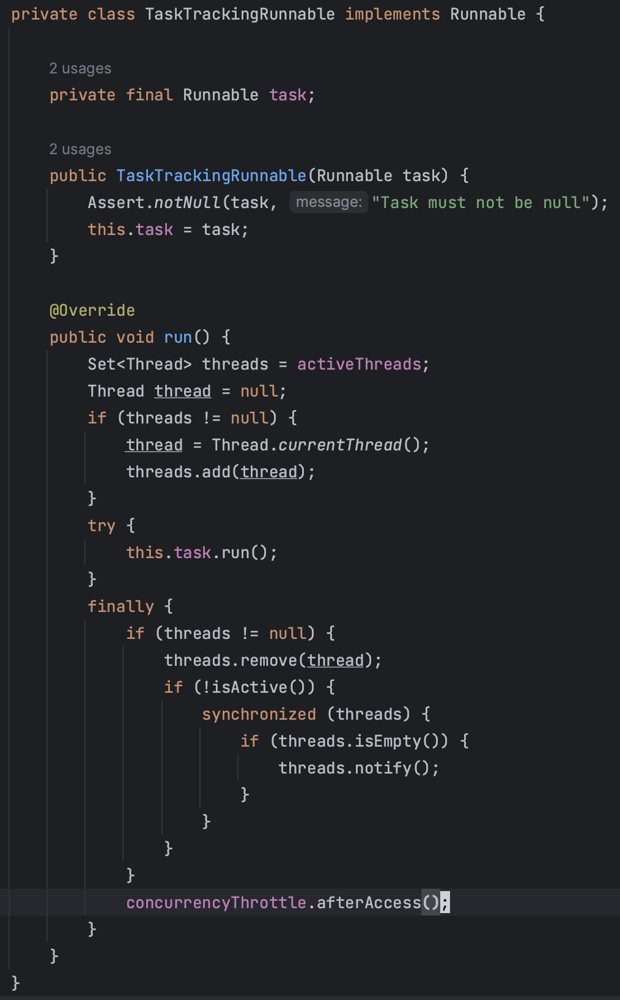 private class TaskTrackingRunnable implements Runnable {
2 usages
private final Runnable task;
2 usages
public TaskTrackingRunnable(Runnable task) {
Assert.notNull(task, message: "Task must not be null");
this.task = task;
}
@Override
public void run() {
Set<Thread> threads = activeThreads;
Thread thread = null;
if (threads != null) {
thread = Thread.currentThread();
threads.add(thread);
}
try {
this.task.run();
}
finally {
if (threads != null) {
threads.remove(thread);
if (!isActive()) {
synchronized (threads) {
if (threads.isEmpty()) {
threads.notify();
}
}
}
}
concurrencyThrottle.afterAccess();
}
}
}